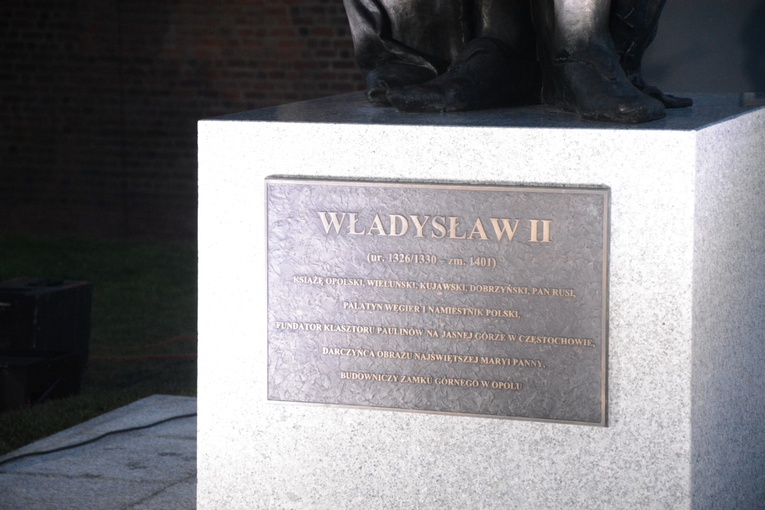 WŁADYSŁAW II
(ur. 1326/1330 – zm. 1401)
KSIĄŻĘ OPOLSKI, WIELUŃSKI, KUJAWSKI, DOBRZYŃSKI, PAN RUSI,
PALATYN WĘGIER I NAMIESTNIK POLSKI,
FUNDATOR KLASZTORU PAULINÓW NA JASNEJ GÓRZE W CZĘSTOCHOWIE,
DARCZYŃCA OBRAZU NAJŚWIĘTSZEJ MARYI PANNY,
BUDOWNICZY ZAMKU GÓRNEGO W OPOLU